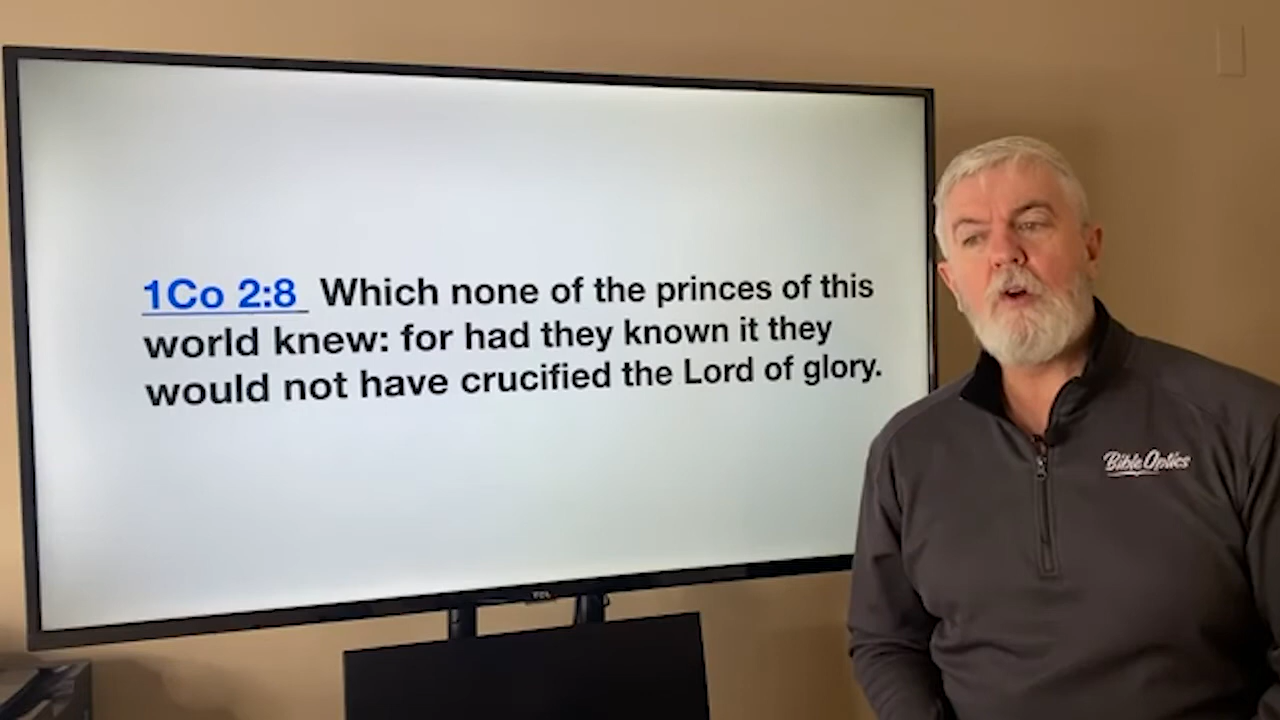 1Co 2:8 Which none of the princes of this
world knew: for had they known it they
would not have crucified the Lord of glory.
Bible Optics
TCL